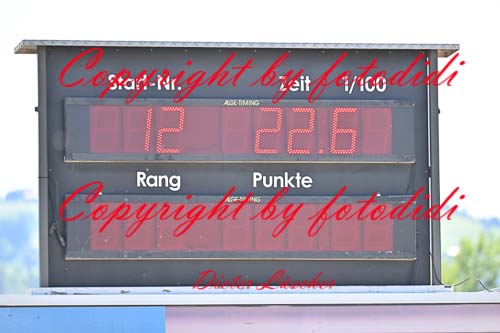 Copyright by fotodidi
Start-Nr. Zeit 1/100
ALGE-TIMING
12 22.6
Rang Punkte
ALGE-TIMING
Copyright by fotodidi
Dieter Lüscher